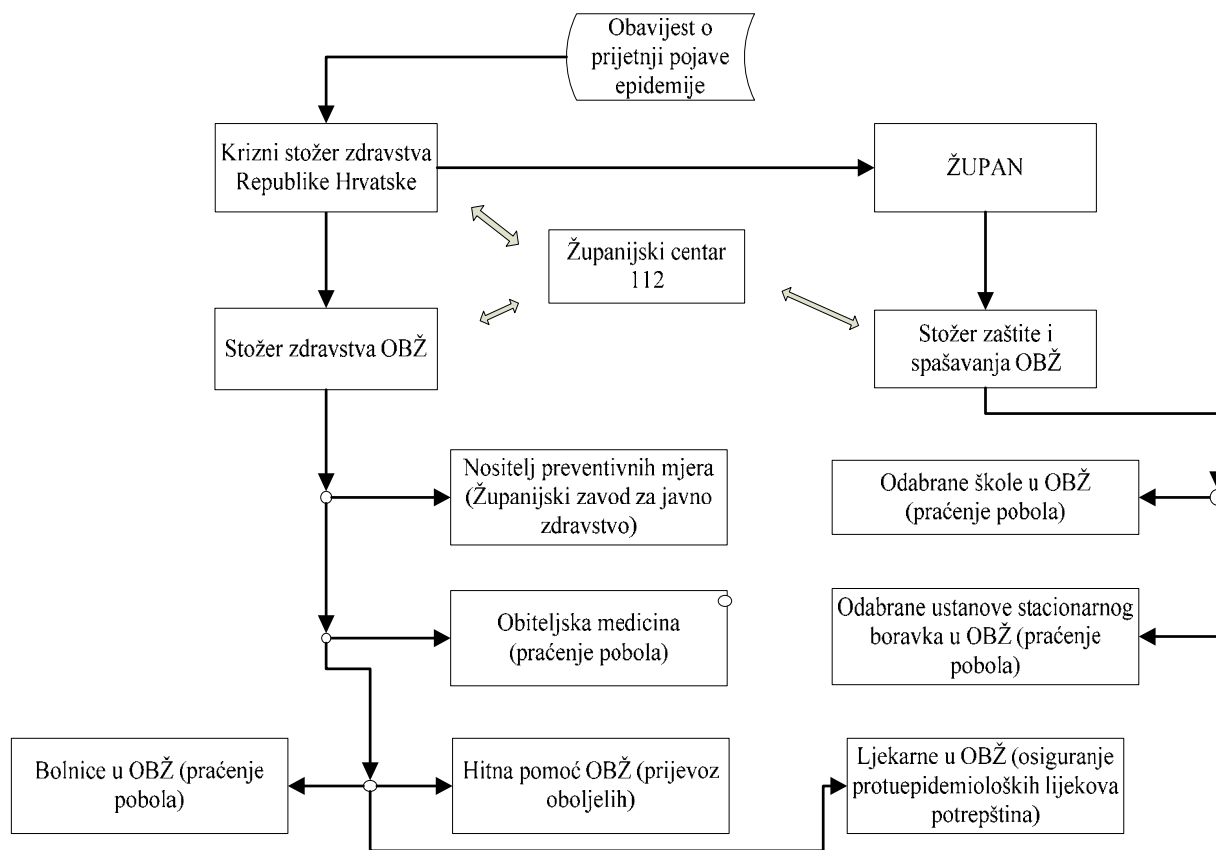 Obavijest o
prijetnji pojave
epidemije
Krizni stožer zdravstva
Republike Hrvatske
ŽUPAN
Županijski centar
112
Stožer zdravstva OBŽ
Stožer zaštite i
spašavanja OBŽ
Nositelj preventivnih mjera
(Županijski zavod za javno
zdravstvo)
Odabrane škole u OBŽ
(praćenje pobola)
Obiteljska medicina
(praćenje pobola)
Odabrane ustanove stacionarnog
boravka u OBŽ (praćenje
pobola)
Bolnice u OBŽ (praćenje
pobola)
Hitna pomoć OBŽ (prijevoz
oboljelih)
Ljekarne u OBŽ (osiguranje
protuepidemioloških lijekova
potrepština)